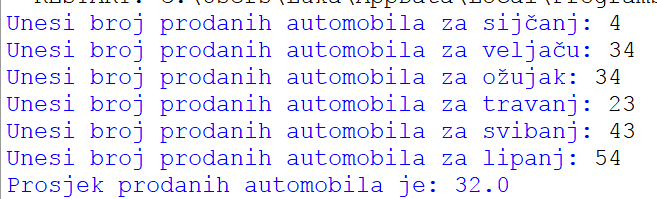 RESTART: C:\Users\Luka\AppData\Local\Programs
Unesi broj prodanih automobila za sijčanj: 4
Unesi broj prodanih automobila za veljaču: 34
Unesi broj prodanih automobila za ožujak: 34
Unesi broj prodanih automobila za travanj: 23
Unesi broj prodanih automobila za svibanj: 43
Unesi broj prodanih automobila za lipanj: 54
Prosjek prodanih automobila je: 32.0